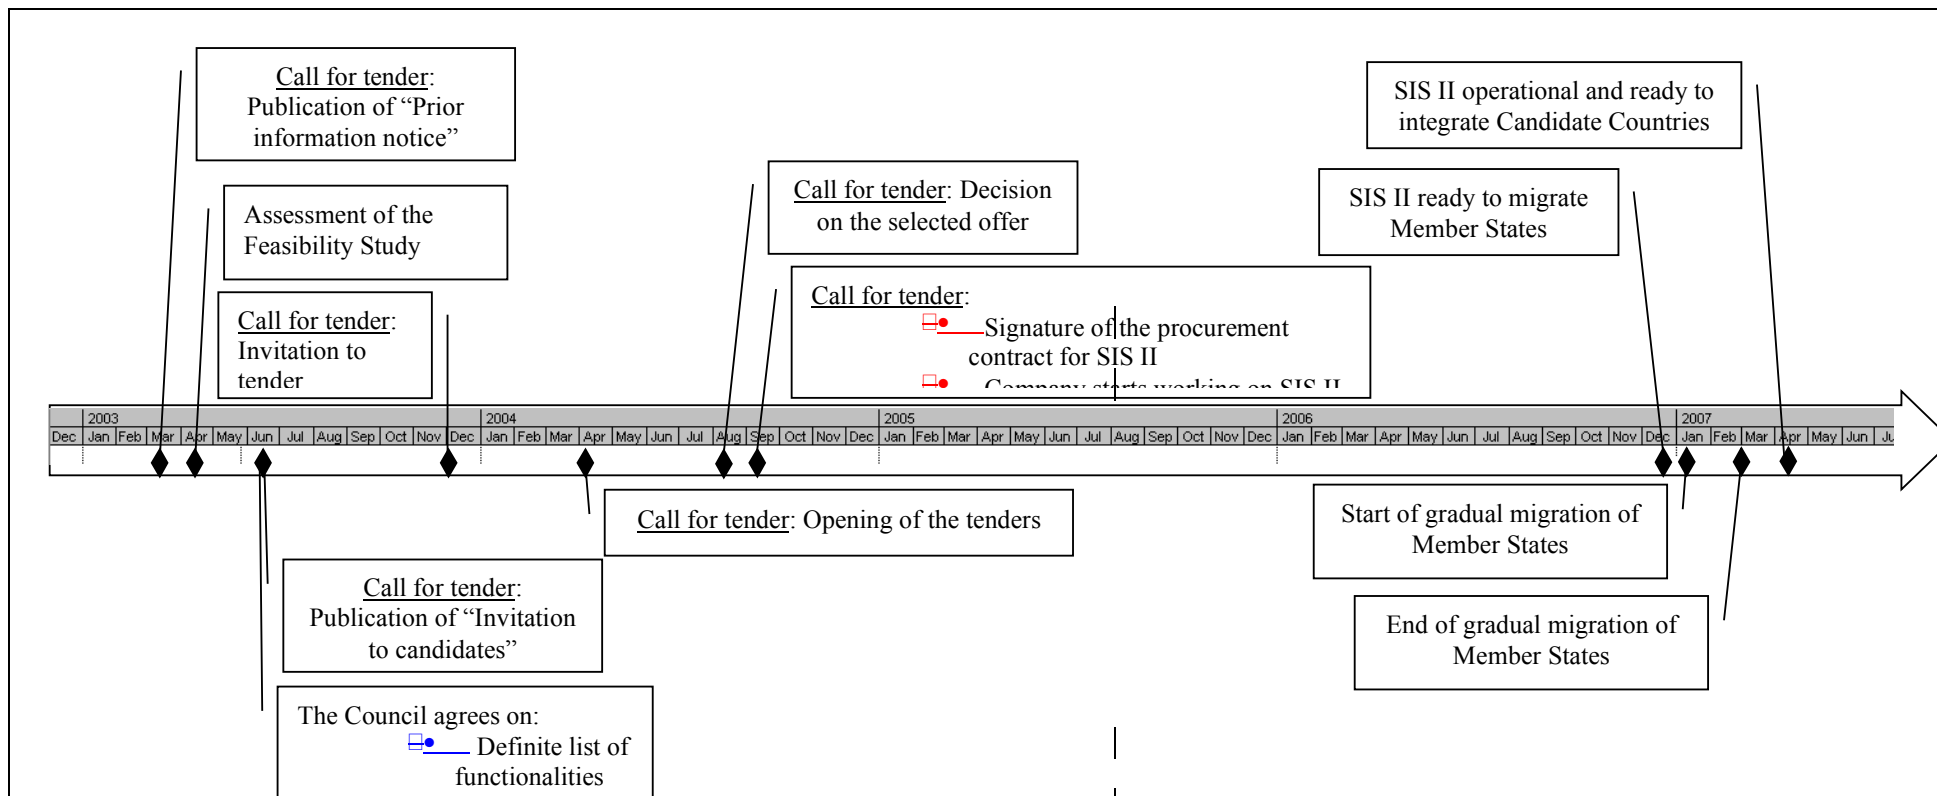 Call for tender:
Publication of “Prior
information notice”
SIS II operational and ready to
integrate Candidate Countries
Call for tender: Decision
on the selected offer
SIS II ready to migrate
Member States
Assessment of the
Feasibility Study
Call for tender:
Invitation to
tender
Call for tender:
Signature of the procurement
contract for SIS II
Company starts working on SIS II
2003 2004 2005 2006 2007
Dec Jan Feb Mar Apr May Jun Jul Aug Sep Oct Nov Dec Jan Feb Mar Apr May Jun Jul Aug Sep Oct Nov Dec Jan Feb Mar Apr May Jun Jul Aug Sep Oct Nov Dec Jan Feb Mar Apr May Jun Jul Aug Sep Oct Nov Dec Jan Feb Mar Apr May Jun Ju
Call for tender: Opening of the tenders
Start of gradual migration of
Member States
Call for tender:
Publication of “Invitation
to candidates”
End of gradual migration of
Member States
The Council agrees on:
Definite list of
functionalities